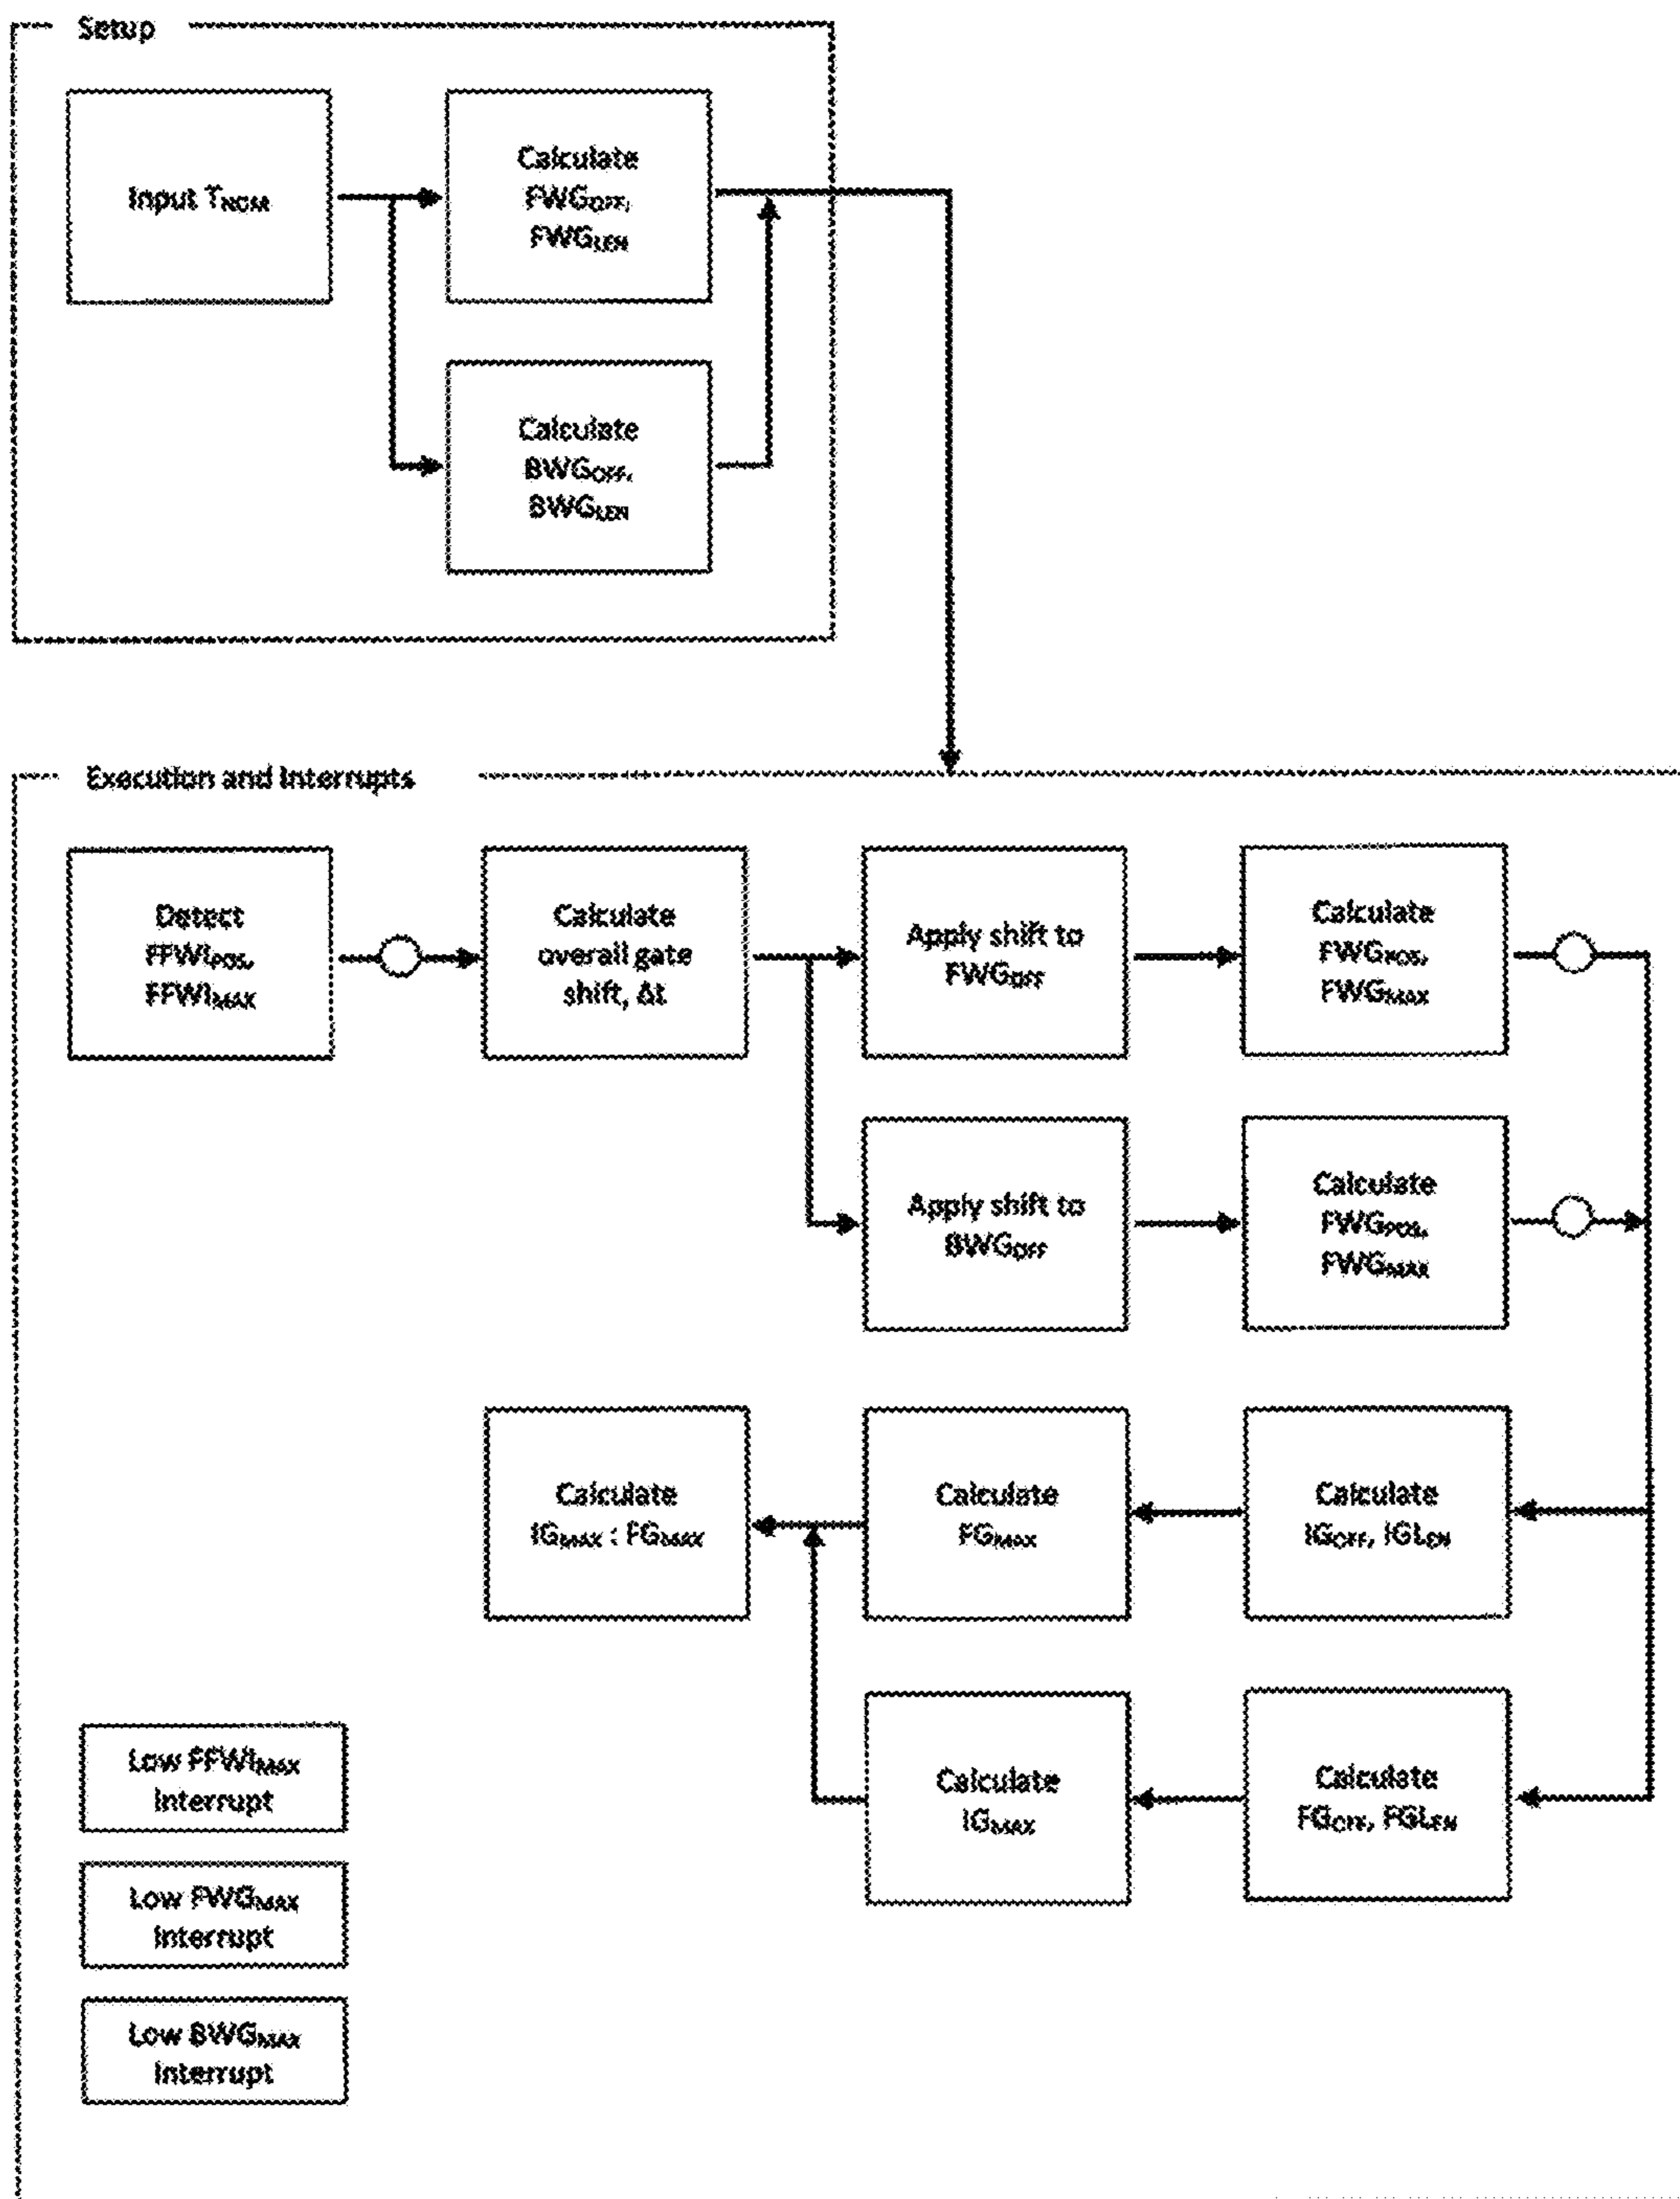 Setup
Input TNOM
Calculate
FWGOFF,
FWGLEN
Calculate
BWGOFF,
BWGLEN
Execution and Interrupts
Detect
FFWIPOS,
FFWIMAX
Calculate
overall gate
shift, Δt
Apply shift to
FWGOFF
Calculate
FWGPOS,
FWGMAX
Apply shift to
BWGOFF
Calculate
FWGPOS,
FWGMAX
Calculate
IGMAX : FGMAX
Calculate
FGMAX
Calculate
IGOFF, IGLEN
Calculate
IGMAX
Calculate
FGOFF, FGLEN
Low FFWIMAX
Interrupt
Low FWGMAX
Interrupt
Low BWGMAX
Interrupt